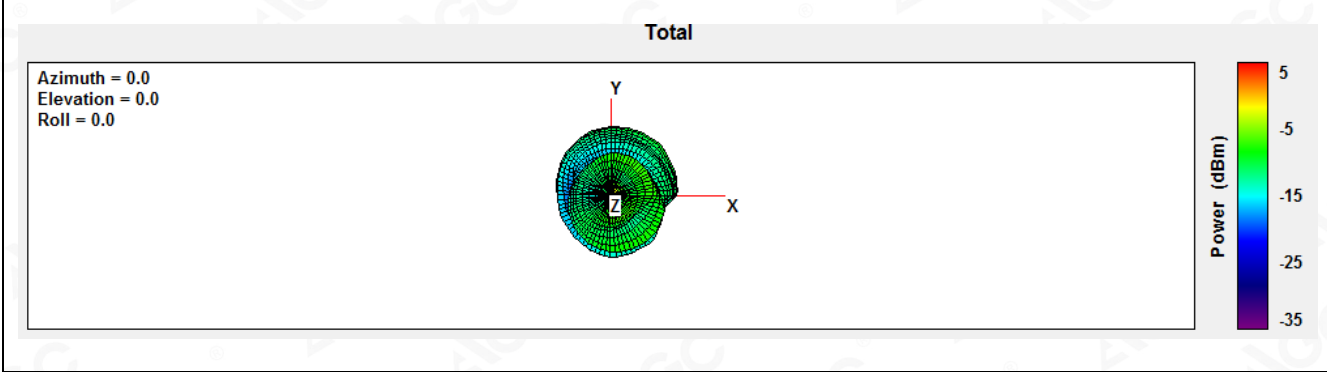 Total
Azimuth = 0.0
Elevation = 0.0
Roll = 0.0
Y
Z
X
5
-5
-15
-25
-35
Power (dBm)